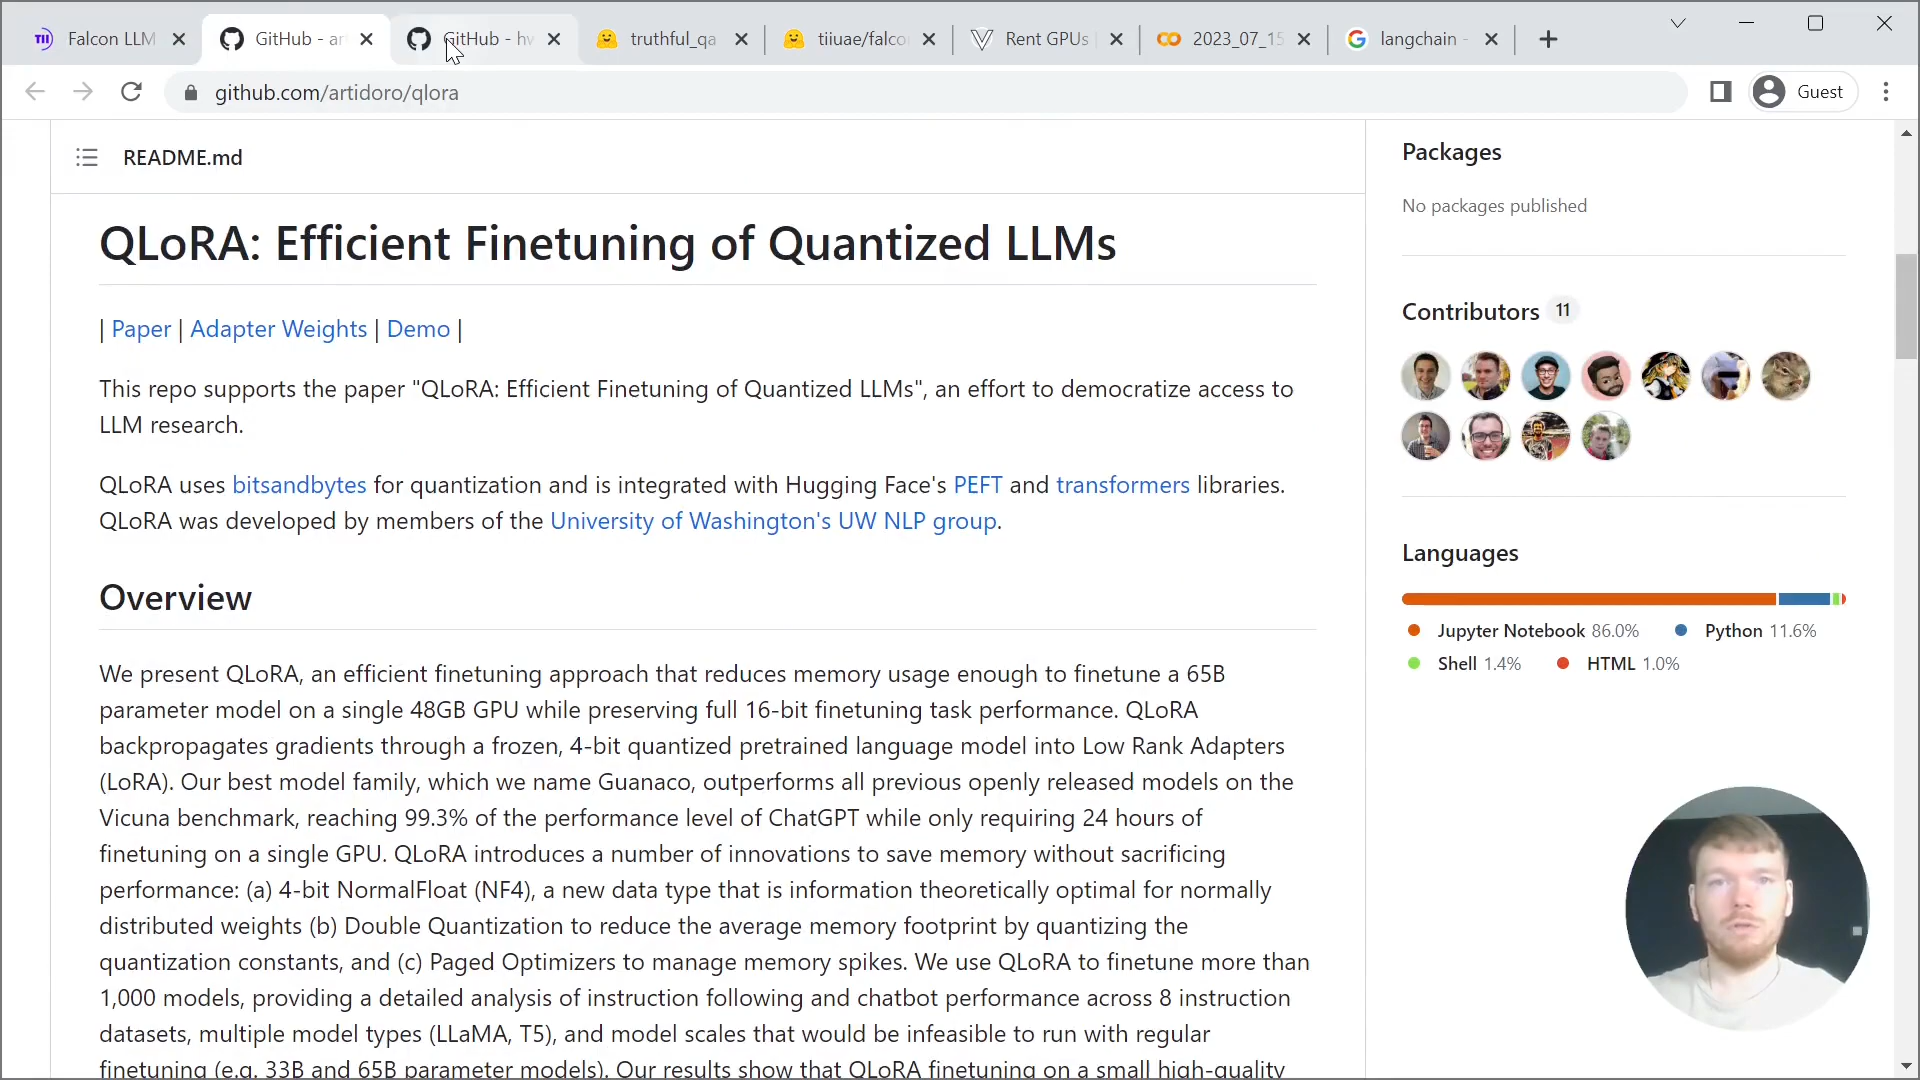 TII Falcon LLM
GitHub - ar
GitHub - hv
truthful_qa
tiiuae/falco
Rent GPUs
2023_07_15
langchain -
github.com/artidoro/qlora
Guest
README.md
QLoRA: Efficient Finetuning of Quantized LLMs
| Paper | Adapter Weights | Demo |
This repo supports the paper "QLoRA: Efficient Finetuning of Quantized LLMs", an effort to democratize access to
LLM research.
QLoRA uses bitsandbytes for quantization and is integrated with Hugging Face's PEFT and transformers libraries.
QLoRA was developed by members of the University of Washington's UW NLP group.
Overview
We present QLoRA, an efficient finetuning approach that reduces memory usage enough to finetune a 65B
parameter model on a single 48GB GPU while preserving full 16-bit finetuning task performance. QLoRA
backpropagates gradients through a frozen, 4-bit quantized pretrained language model into Low Rank Adapters
(LoRA). Our best model family, which we name Guanaco, outperforms all previous openly released models on the
Vicuna benchmark, reaching 99.3% of the performance level of ChatGPT while only requiring 24 hours of
finetuning on a single GPU. QLoRA introduces a number of innovations to save memory without sacrificing
performance: (a) 4-bit NormalFloat (NF4), a new data type that is information theoretically optimal for normally
distributed weights (b) Double Quantization to reduce the average memory footprint by quantizing the
quantization constants, and (c) Paged Optimizers to manage memory spikes. We use QLoRA to finetune more than
1,000 models, providing a detailed analysis of instruction following and chatbot performance across 8 instruction
datasets, multiple model types (LLaMA, T5), and model scales that would be infeasible to run with regular
finetuning (e.g. 33B and 65B parameter models). Our results show that QLoRA finetuning on a small high-quality
Packages
No packages published
Contributors 11
Languages
Jupyter Notebook 86.0%
Python 11.6%
Shell 1.4%
HTML 1.0%